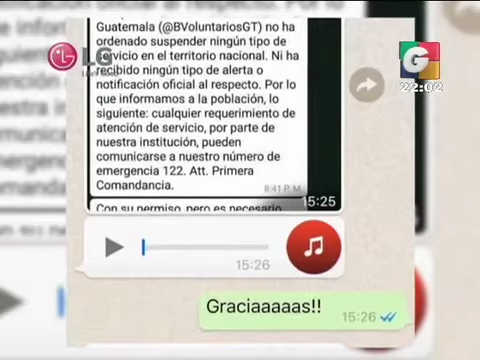 Guatemala (@BVoluntariosGT) no ha
ordenado suspender ningún tipo de
servicio en el territorio nacional. Ni ha
recibido ningún tipo de alerta o
notificación oficial al respecto. Por lo
que informamos a la población, lo
siguiente: cualquier requerimiento de
atención de servicio, por parte de
nuestra institución, pueden
comunicarse a nuestro número de
emergencia 122. Att. Primera
Comandancia.
8:41 P. M.
15:25
Con su permiso, pero es necesario
15:26
Graciaaaaas!!
15:26
LG
G
22:02